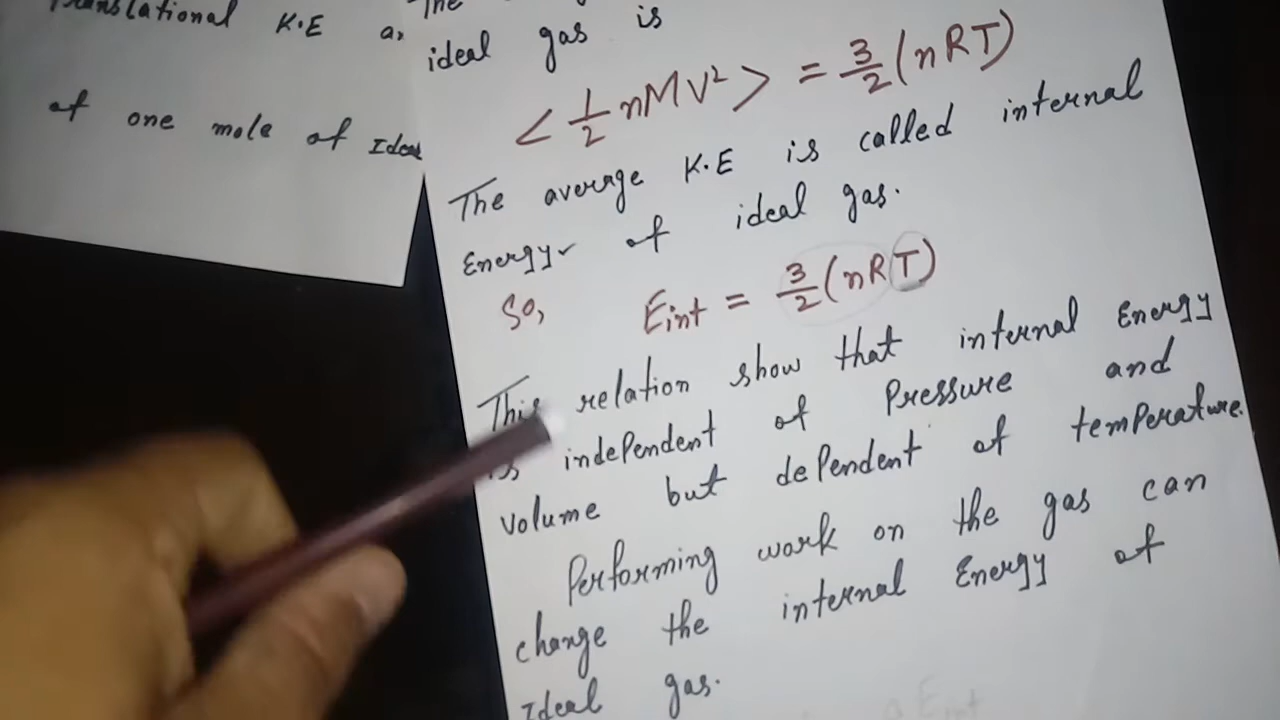 Translational K.E
of one mole of
The
ideal gas is
< 1/2 nMV² > = 3/2 (nRT)
The average K.E is called internal
Energy of ideal gas.
So, Eint = 3/2 (nRT)
This relation show that internal Energy
is independent of Pressure and
volume but dependent of temperature.
Performing work on the gas can
change the internal Energy of
Ideal gas.